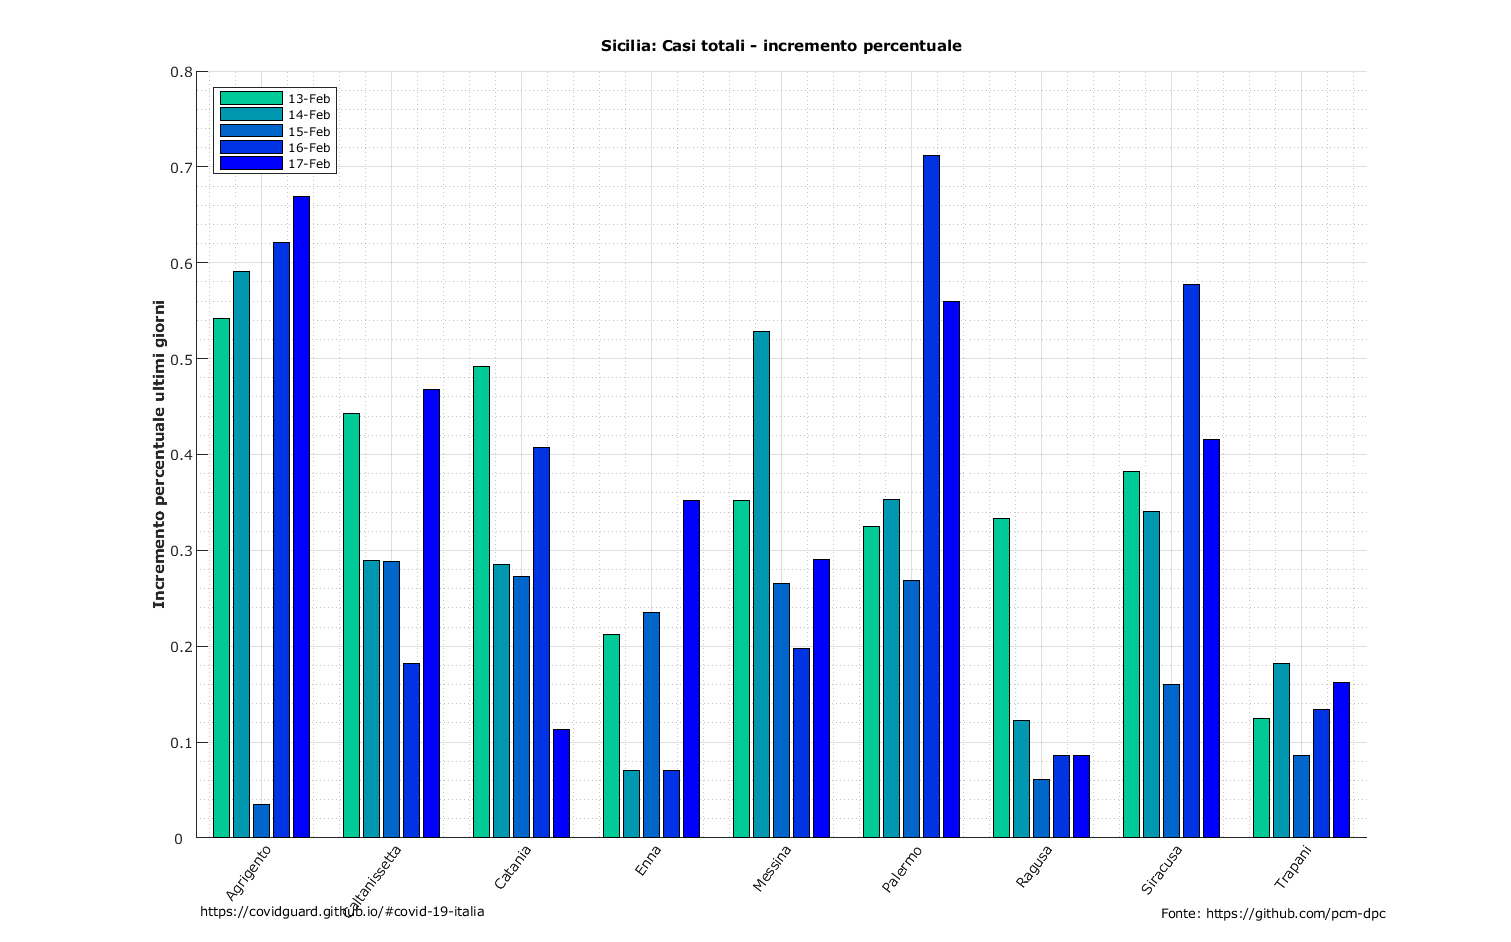 Sicilia: Casi totali - incremento percentuale
0.8
0.7
0.6
0.5
0.4
0.3
0.2
0.1
0
Incremento percentuale ultimi giorni
13-Feb
14-Feb
15-Feb
16-Feb
17-Feb
Agrigento
Caltanissetta
Catania
Enna
Messina
Palermo
Ragusa
Siracusa
Trapani
https://covidguard.github.io/#covid-19-italia
Fonte: https://github.com/pcm-dpc